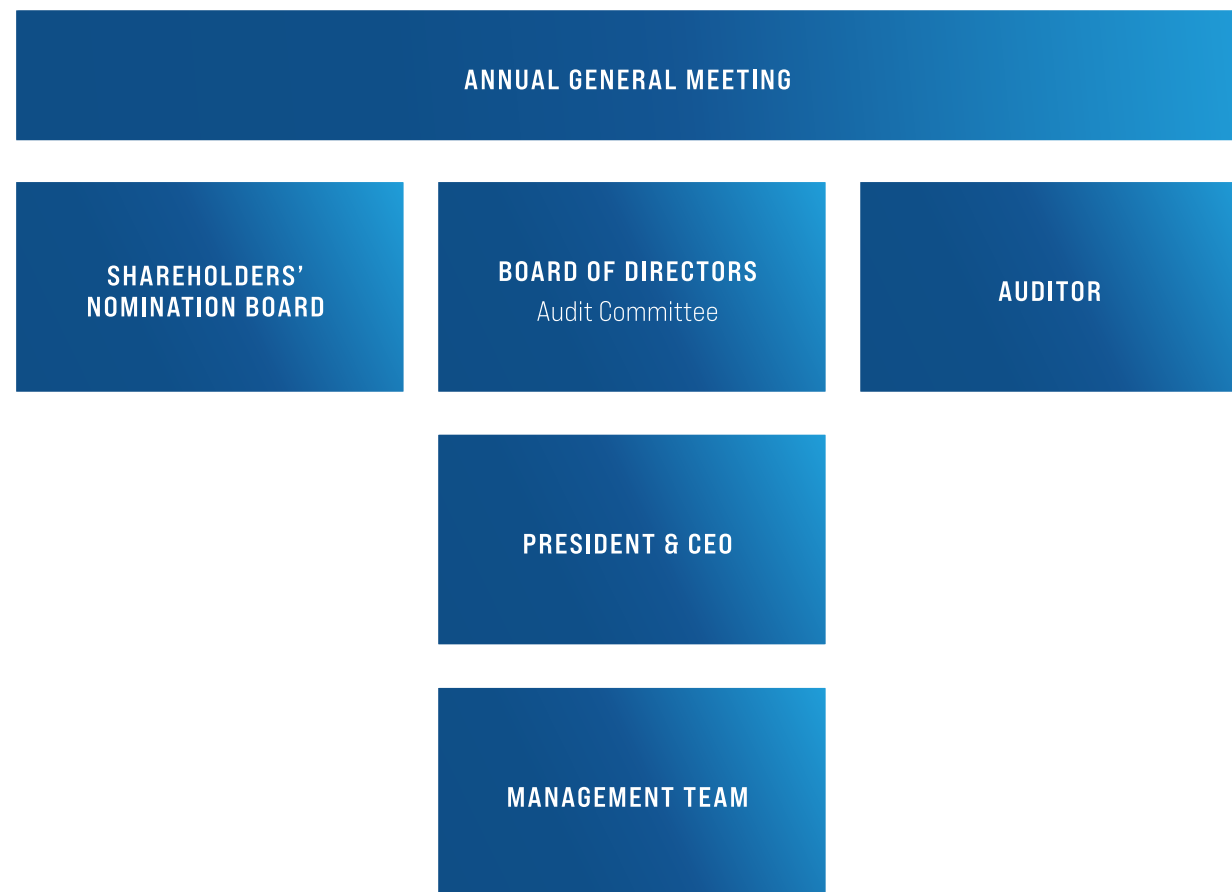 ANNUAL GENERAL MEETING
SHAREHOLDERS’
NOMINATION BOARD
BOARD OF DIRECTORS
Audit Committee
AUDITOR
PRESIDENT & CEO
MANAGEMENT TEAM